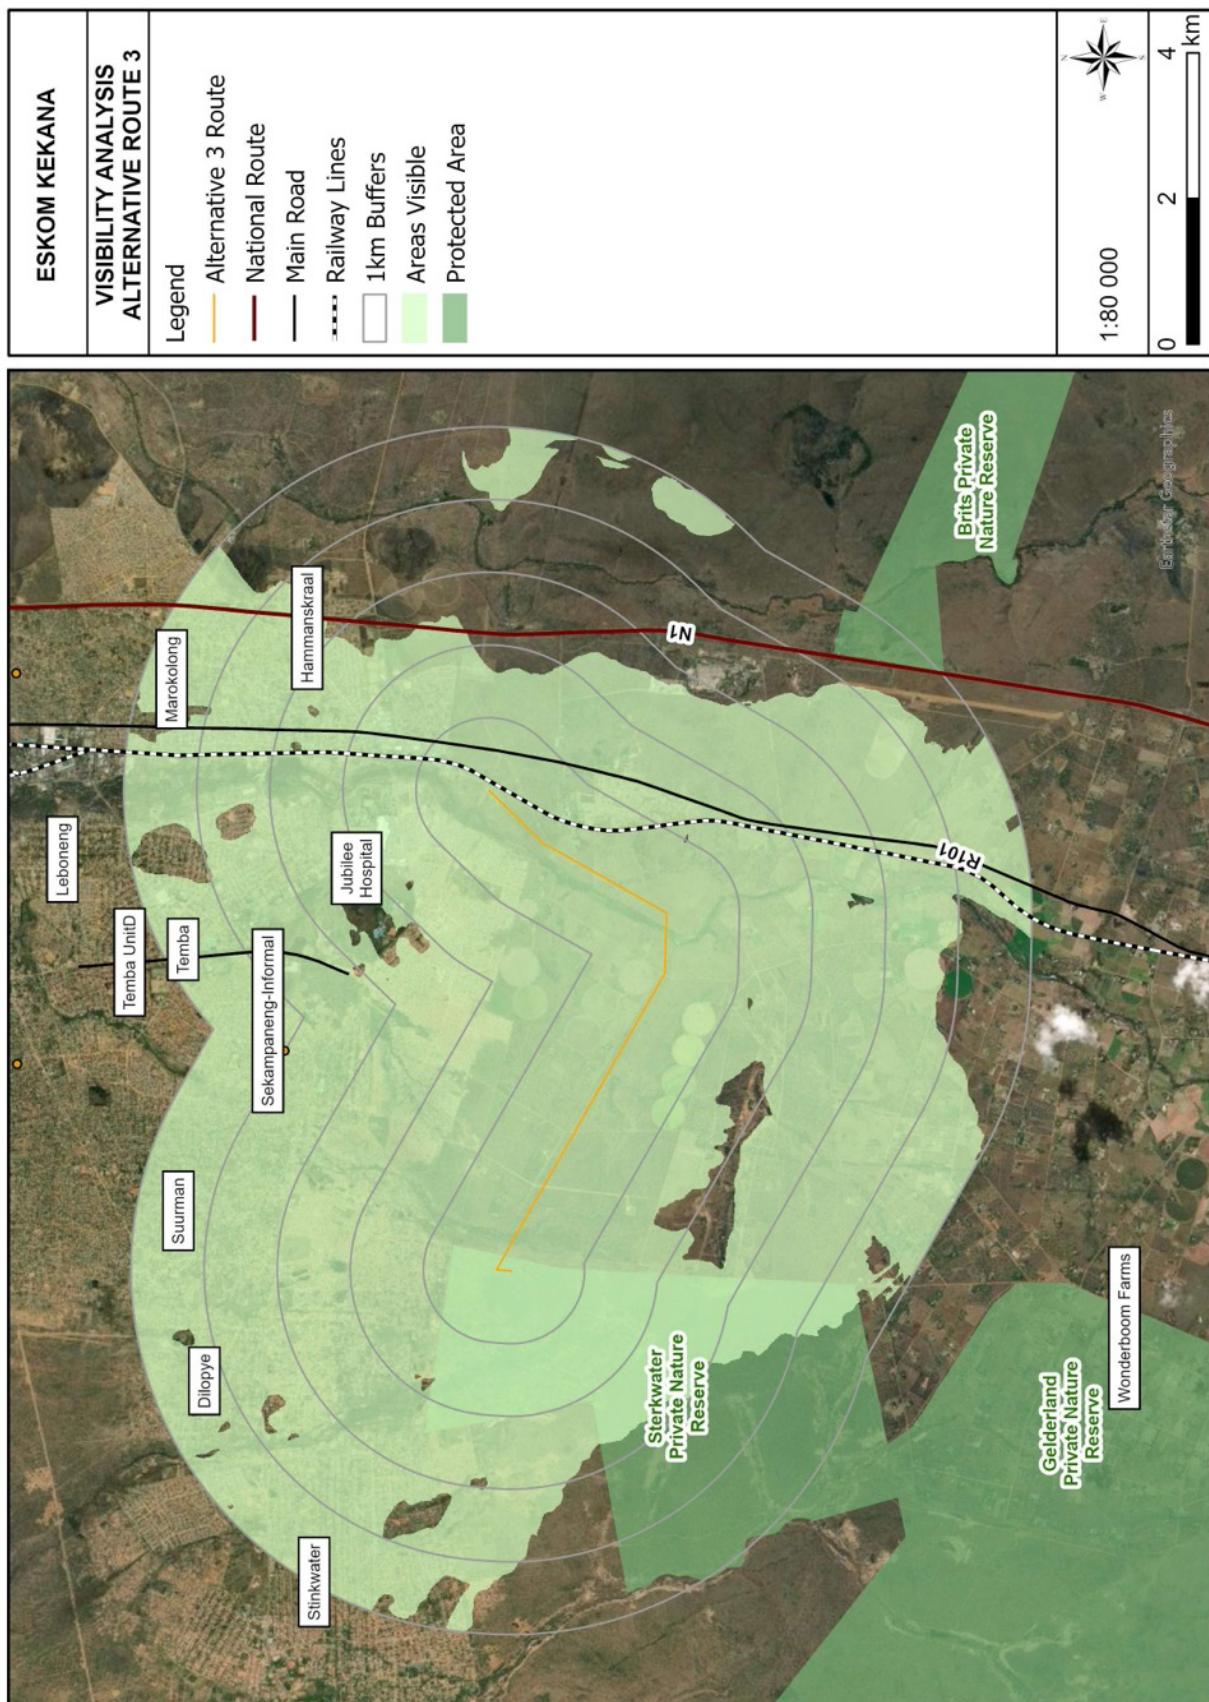 ESKOM KEKANA
VISIBILITY ANALYSIS
ALTERNATIVE ROUTE 3
Legend
Alternative 3 Route
National Route
Main Road
Railway Lines
1km Buffers
Areas Visible
Protected Area
N
E
S
W
1:80 000
0
2
4
km
Leboneng
Marokolong
Temba UnitD
Temba
Hammanskraal
Jubilee
Hospital
Sekampaneng-Informal
Suurman
Dilopye
Stinkwater
N1
R101
Brits Private
Nature Reserve
Sterkwater
Private Nature
Reserve
Gelderland
Private Nature
Reserve
Wonderboom Farms
Earthstar Geographics